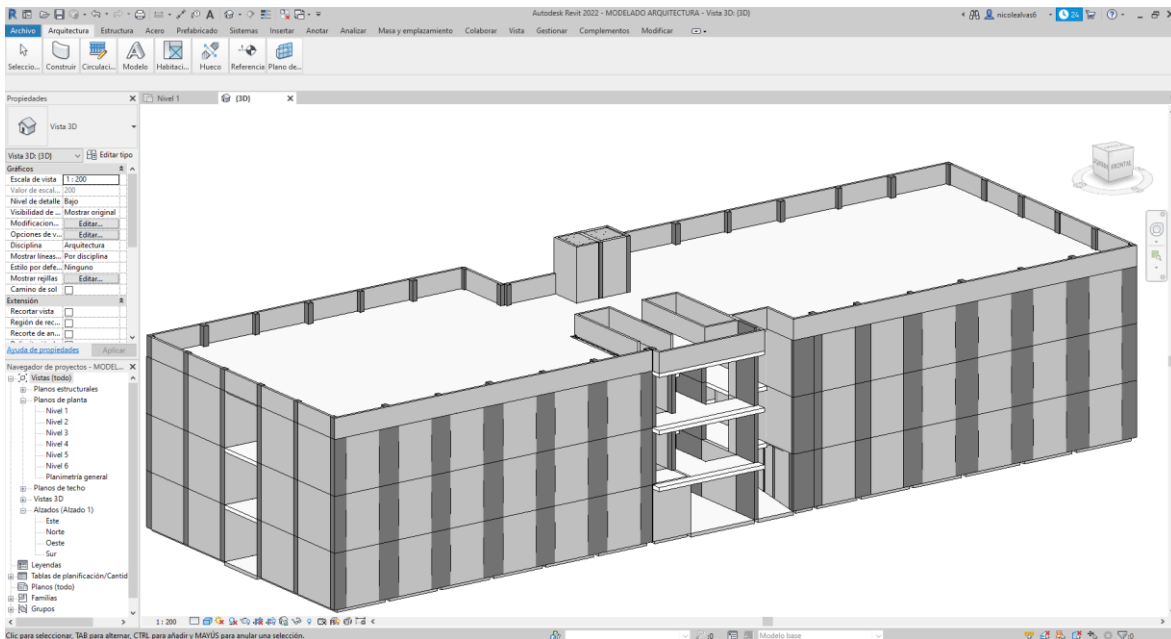 Autodesk Revit 2022 - MODELADO ARQUITECTURA - Vista 3D: {3D}
nicolealvas6
24
Archivo Arquitectura Estructura Acero Prefabricado Sistemas Insertar Anotar Analizar Masa y emplazamiento Colaborar Vista Gestionar Complementos Modificar
Seleccio... Construir Circulaci... Modelo Habitaci... Hueco Referencia Plano de...
Propiedades
Nivel 1
{3D}
Vista 3D
Vista 3D: {3D}
Editar tipo
Gráficos
Escala de vista 1 : 200
Valor de escal... 200
Nivel de detalle Bajo
Visibilidad de ... Mostrar original
Modificacion... Editar...
Opciones de v... Editar...
Disciplina Arquitectura
Mostrar líneas... Por disciplina
Estilo por defe... Ninguno
Mostrar rejillas Editar...
Camino de sol
Extensión
Recortar vista
Región de rec...
Recorte de an...
Ayuda de propiedades Aplicar
Navegador de proyectos - MODEL...
Vistas (todo)
Planos estructurales
Planos de planta
Nivel 1
Nivel 2
Nivel 3
Nivel 4
Nivel 5
Nivel 6
Planimetría general
Planos de techo
Vistas 3D
Alzados (Alzado 1)
Este
Norte
Oeste
Sur
Leyendas
Tablas de planificación/Cantid
Planos (todo)
Familias
Grupos
FRONTAL
1 : 200
Clic para seleccionar, TAB para alternar, CTRL para añadir y MAYÚS para anular una selección.
:0
Modelo base
:0